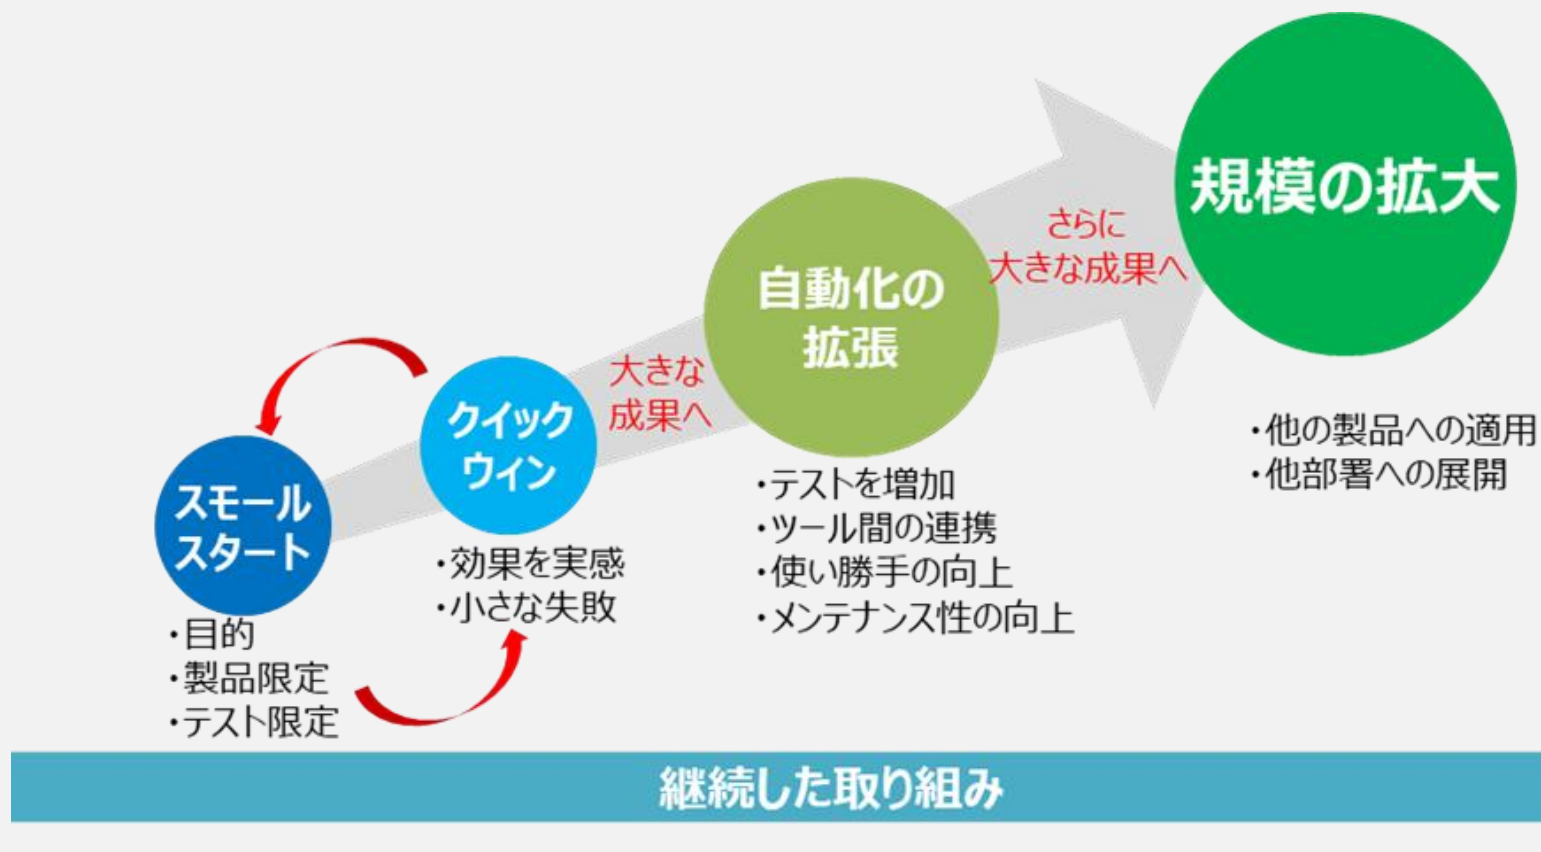 スモール
スタート
・目的
・製品限定
・テスト限定
クイック
ウィン
・効果を実感
・小さな失敗
大きな
成果へ
自動化の
拡張
・テストを増加
・ツール間の連携
・使い勝手の向上
・メンテナンス性の向上
さらに
大きな成果へ
規模の拡大
・他の製品への適用
・他部署への展開
継続した取り組み